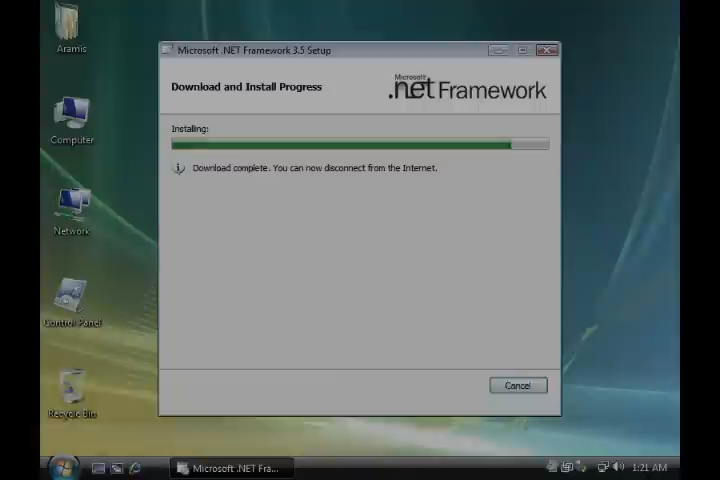 Aramis
Microsoft .NET Framework 3.5 Setup
Download and Install Progress
Microsoft
.net Framework
Installing:
Download complete. You can now disconnect from the Internet.
Computer
Network
Control Panel
Cancel
Recycle Bin
Microsoft .NET Fra...
1:21 AM